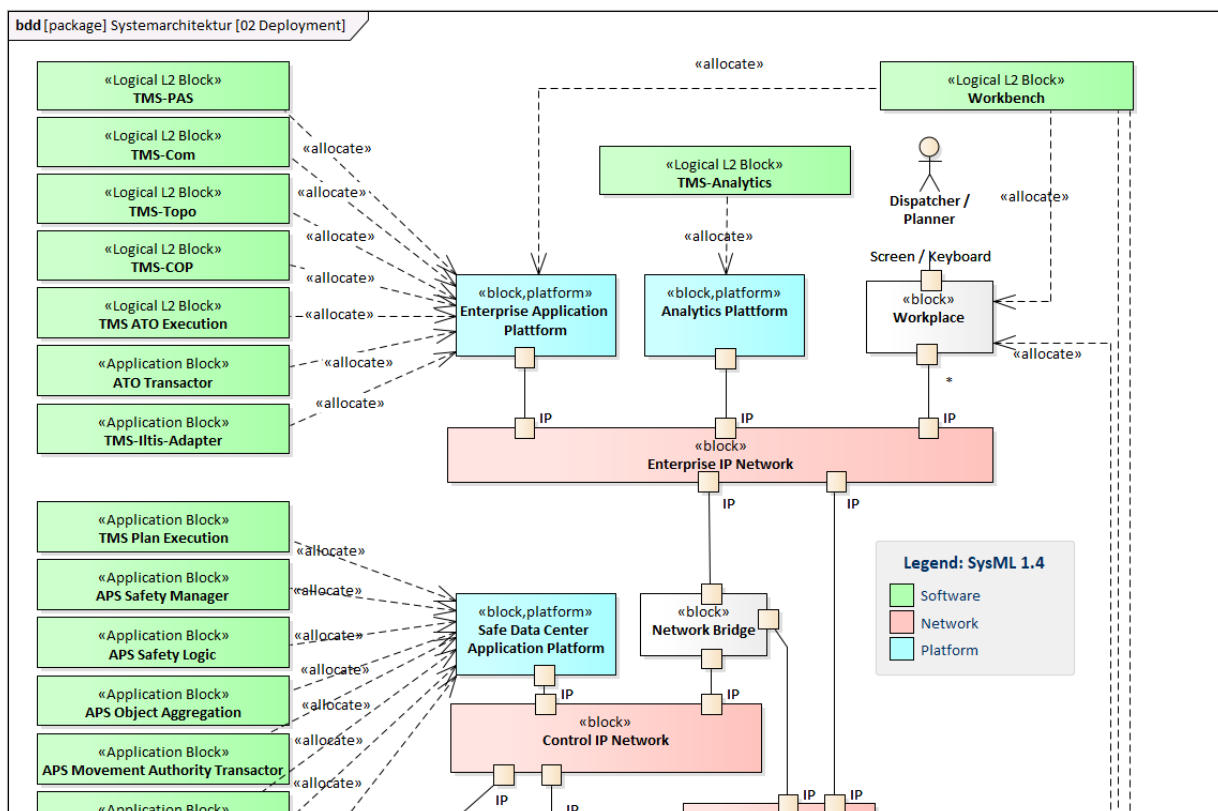 bdd [package] Systemarchitektur [02 Deployment]
«Logical L2 Block»
TMS-PAS
«Logical L2 Block»
TMS-Com
«Logical L2 Block»
TMS-Topo
«Logical L2 Block»
TMS-COP
«Logical L2 Block»
TMS ATO Execution
«Application Block»
ATO Transactor
«Application Block»
TMS-Iltis-Adapter
«allocate»
«allocate»
«allocate»
«allocate»
«allocate»
«allocate»
«allocate»
«allocate»
«Logical L2 Block»
Workbench
«Logical L2 Block»
TMS-Analytics
«allocate»
Dispatcher /
Planner
«allocate»
Screen / Keyboard
«block,platform»
Enterprise Application
Plattform
«block,platform»
Analytics Plattform
«block»
Workplace
«allocate»
*
IP
IP
IP
«block»
Enterprise IP Network
IP
IP
«Application Block»
TMS Plan Execution
«Application Block»
APS Safety Manager
«Application Block»
APS Safety Logic
«Application Block»
APS Object Aggregation
«Application Block»
APS Movement Authority Transactor
«Application Block»
«allocate»
«allocate»
«allocate»
«allocate»
«allocate»
«allocate»
«allocate»
«block,platform»
Safe Data Center
Application Platform
«block»
Network Bridge
IP
IP
«block»
Control IP Network
IP
IP
IP
IP
Legend: SysML 1.4
Software
Network
Platform